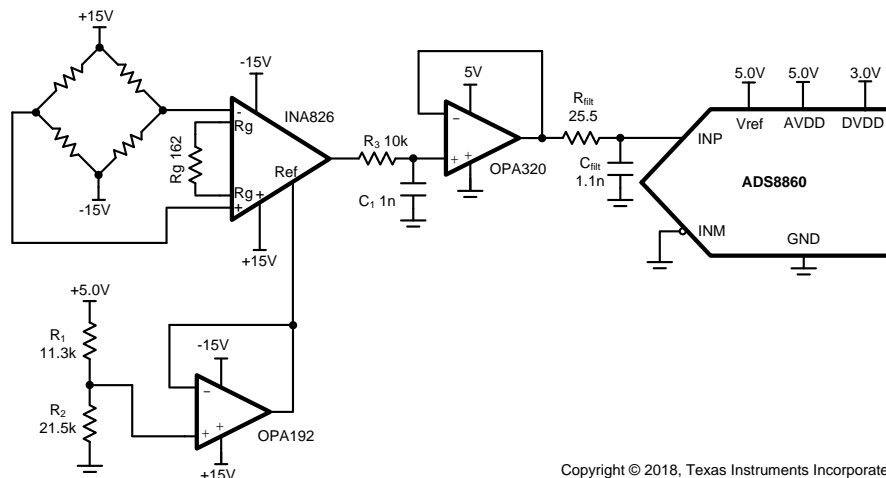 +15V
-15V
-15V
INA826
-
Rg
Rg 162
Rg
+
+
Ref
+15V
R3 10k
C1 1n
5V
-
+
+
OPA320
Rfilt
25.5
Cfilt
1.1n
5.0V
5.0V
3.0V
Vref
AVDD
DVDD
INP
ADS8860
INM
GND
+5.0V
R1
11.3k
R2
21.5k
-15V
-
+
+
OPA192
+15V
Copyright © 2018, Texas Instruments Incorporate